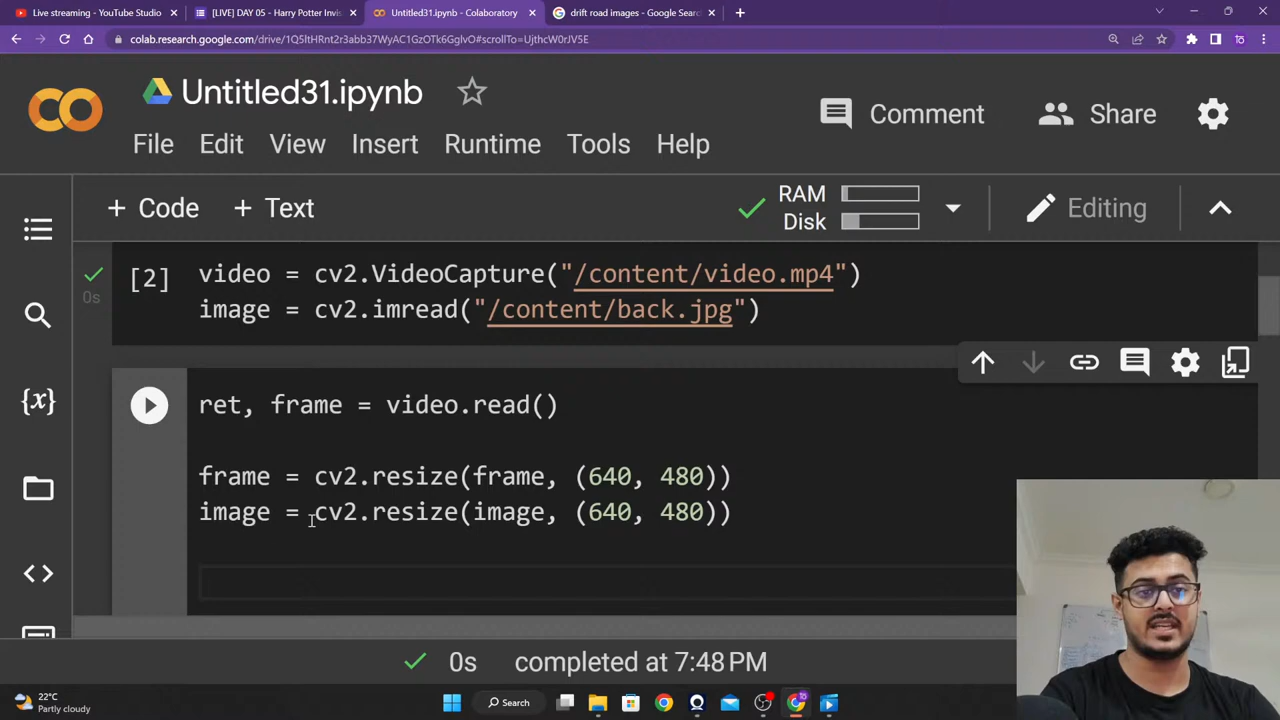 Live streaming - YouTube Studio
[LIVE] DAY 05 - Harry Potter Invis
Untitled31.ipynb - Colaboratory
drift road images - Google Searc
colab.research.google.com/drive/1Q5ltHRnt2r3abb37WyAC1GzOTk6GglvO#scrollTo=UjthcW0rJV5E
Untitled31.ipynb
Comment
Share
File Edit View Insert Runtime Tools Help
+ Code + Text
RAM
Disk
Editing
[2]
0s
video = cv2.VideoCapture("/content/video.mp4")
image = cv2.imread("/content/back.jpg")
ret, frame = video.read()
frame = cv2.resize(frame, (640, 480))
image = cv2.resize(image, (640, 480))
{x}
0s completed at 7:48 PM
22°C
Partly cloudy
Search